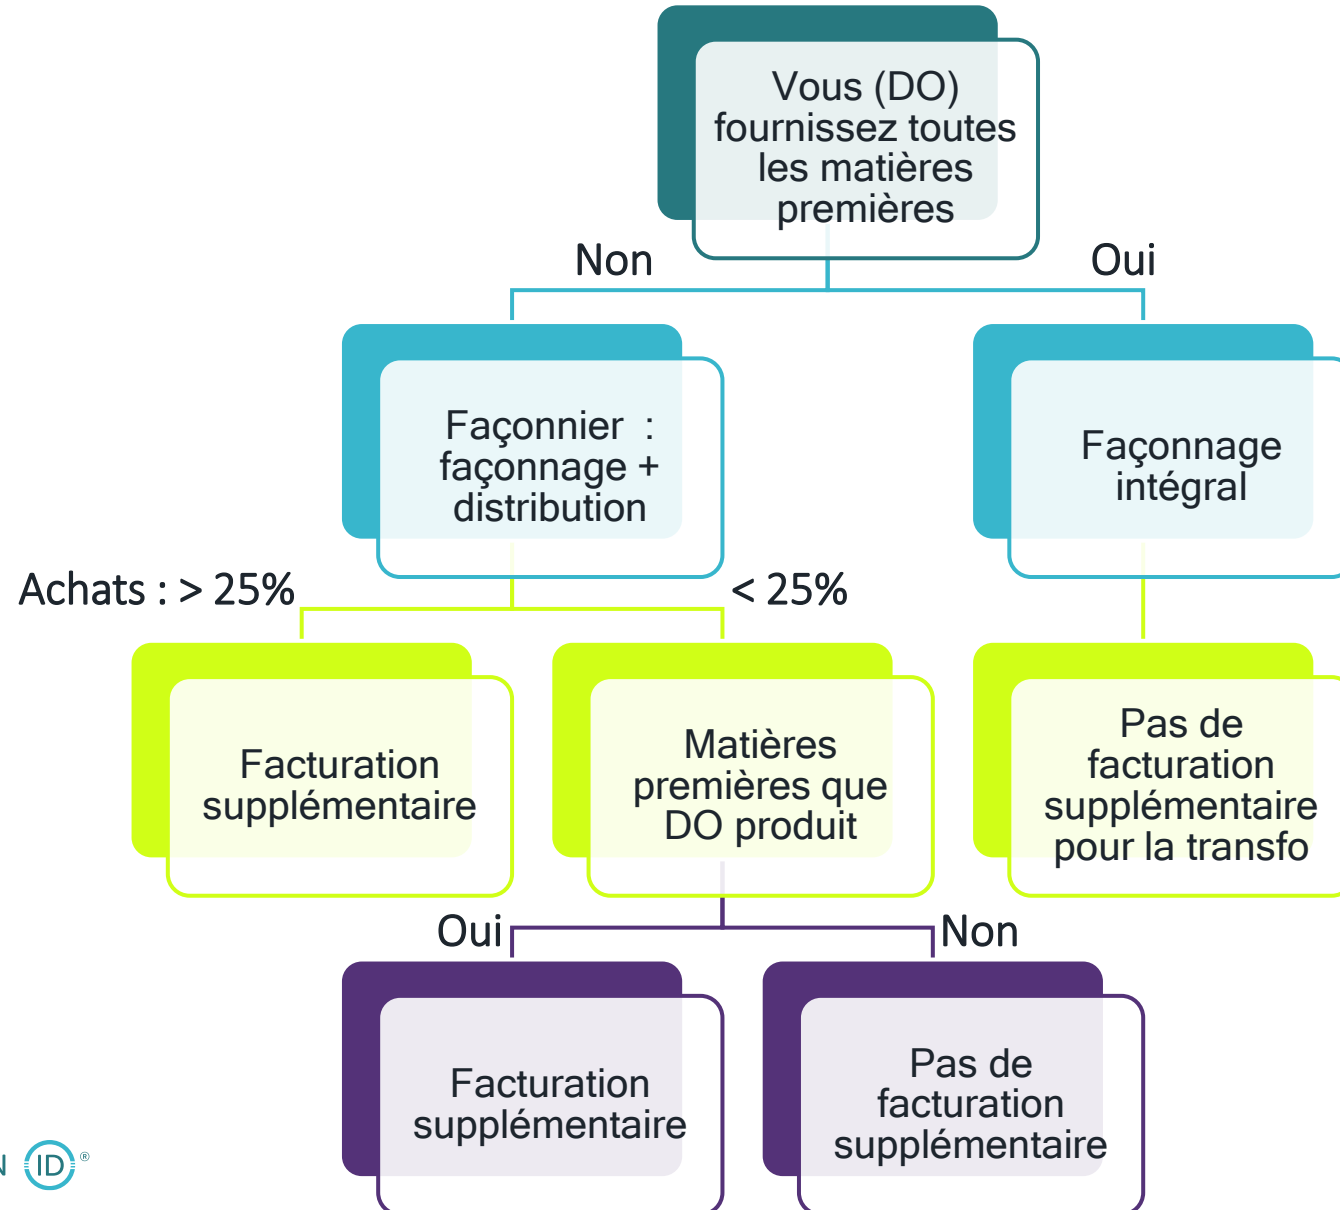 Vous (DO)
fournissez toutes
les matières
premières
Non
Oui
Façonnier :
façonnage +
distribution
Façonnage
intégral
Achats : > 25%
< 25%
Facturation
supplémentaire
Matières
premières que
DO produit
Pas de
facturation
supplémentaire
pour la transfo
Oui
Non
Facturation
supplémentaire
Pas de
facturation
supplémentaire
N ID ®